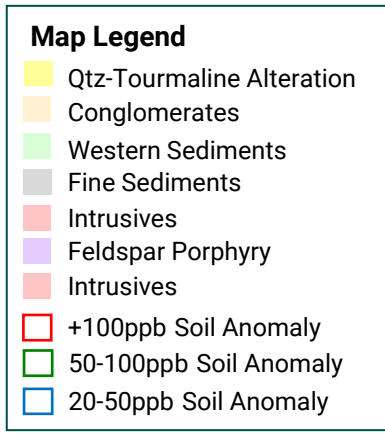 Map Legend
Qtz-Tourmaline Alteration
Conglomerates
Western Sediments
Fine Sediments
Intrusives
Feldspar Porphyry
Intrusives
+100ppb Soil Anomaly
50-100ppb Soil Anomaly
20-50ppb Soil Anomaly